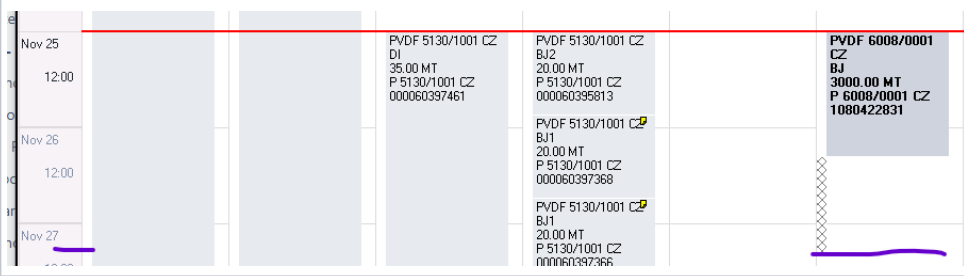 Nov 25
12:00
Nov 26
12:00
Nov 27
PVDF 5130/1001 CZ
DI
35.00 MT
P 5130/1001 CZ
000060397461
PVDF 5130/1001 CZ
BJ2
20.00 MT
P 5130/1001 CZ
000060395813
PVDF 5130/1001 CZ
BJ1
20.00 MT
P 5130/1001 CZ
000060397368
PVDF 5130/1001 CZ
BJ1
20.00 MT
P 5130/1001 CZ
000060397366
PVDF 6008/0001
CZ
BJ
3000.00 MT
P 6008/0001 CZ
1080422831